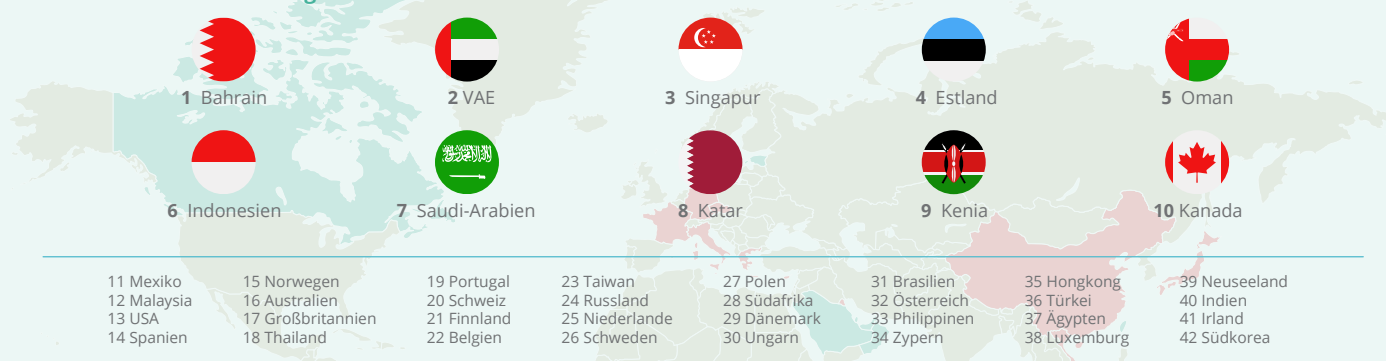 1 Bahrain
2 VAE
3 Singapur
4 Estland
5 Oman
6 Indonesien
7 Saudi-Arabien
8 Katar
9 Kenia
10 Kanada
11 Mexiko
12 Malaysia
13 USA
14 Spanien
15 Norwegen
16 Australien
17 Großbritannien
18 Thailand
19 Portugal
20 Schweiz
21 Finnland
22 Belgien
23 Taiwan
24 Russland
25 Niederlande
26 Schweden
27 Polen
28 Südafrika
29 Dänemark
30 Ungarn
31 Brasilien
32 Österreich
33 Philippinen
34 Zypern
35 Hongkong
36 Türkei
37 Ägypten
38 Luxemburg
39 Neuseeland
40 Indien
41 Irland
42 Südkorea